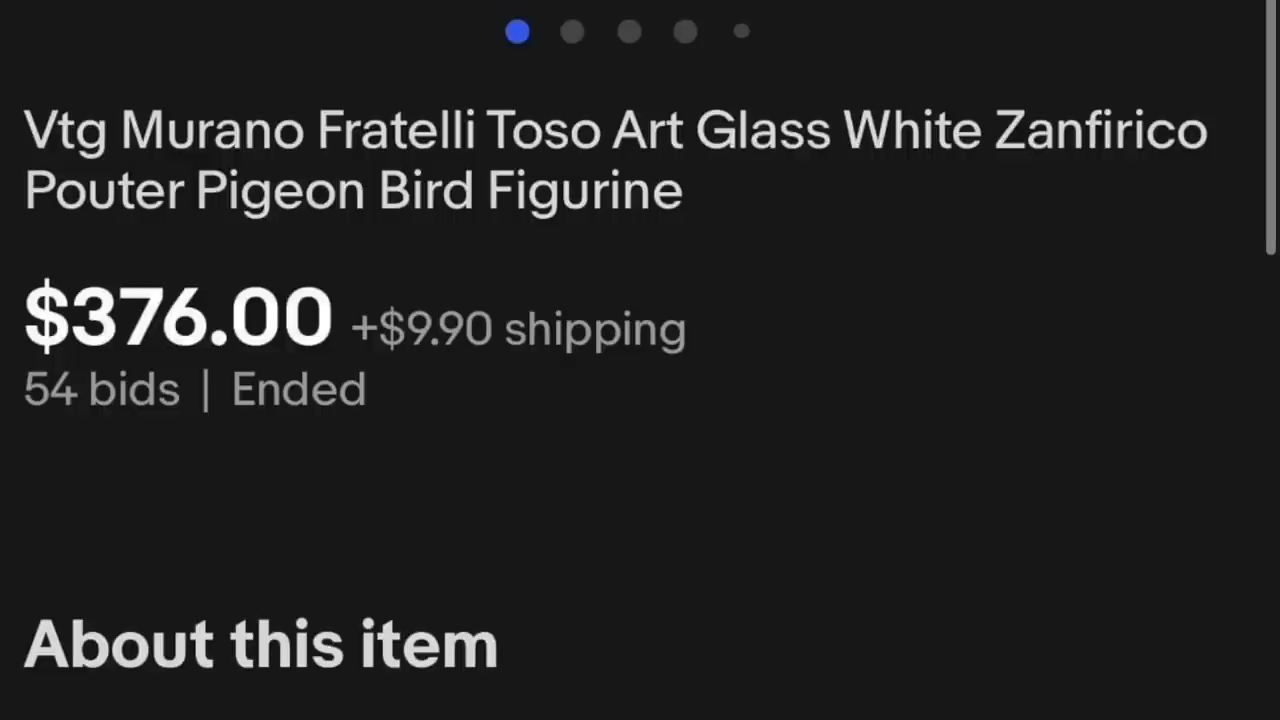 Vtg Murano Fratelli Toso Art Glass White Zanfirico
Pouter Pigeon Bird Figurine
$376.00 +$9.90 shipping
54 bids | Ended
About this item